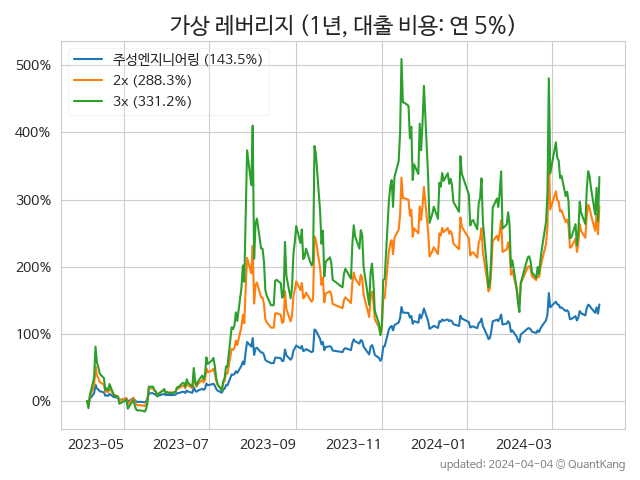 가상 레버리지 (1년, 대출 비용: 연 5%)
주성엔지니어링 (143.5%)
2x (288.3%)
3x (331.2%)
500%
400%
300%
200%
100%
0%
2023-05
2023-07
2023-09
2023-11
2024-01
2024-03
updated: 2024-04-04 © QuantKang